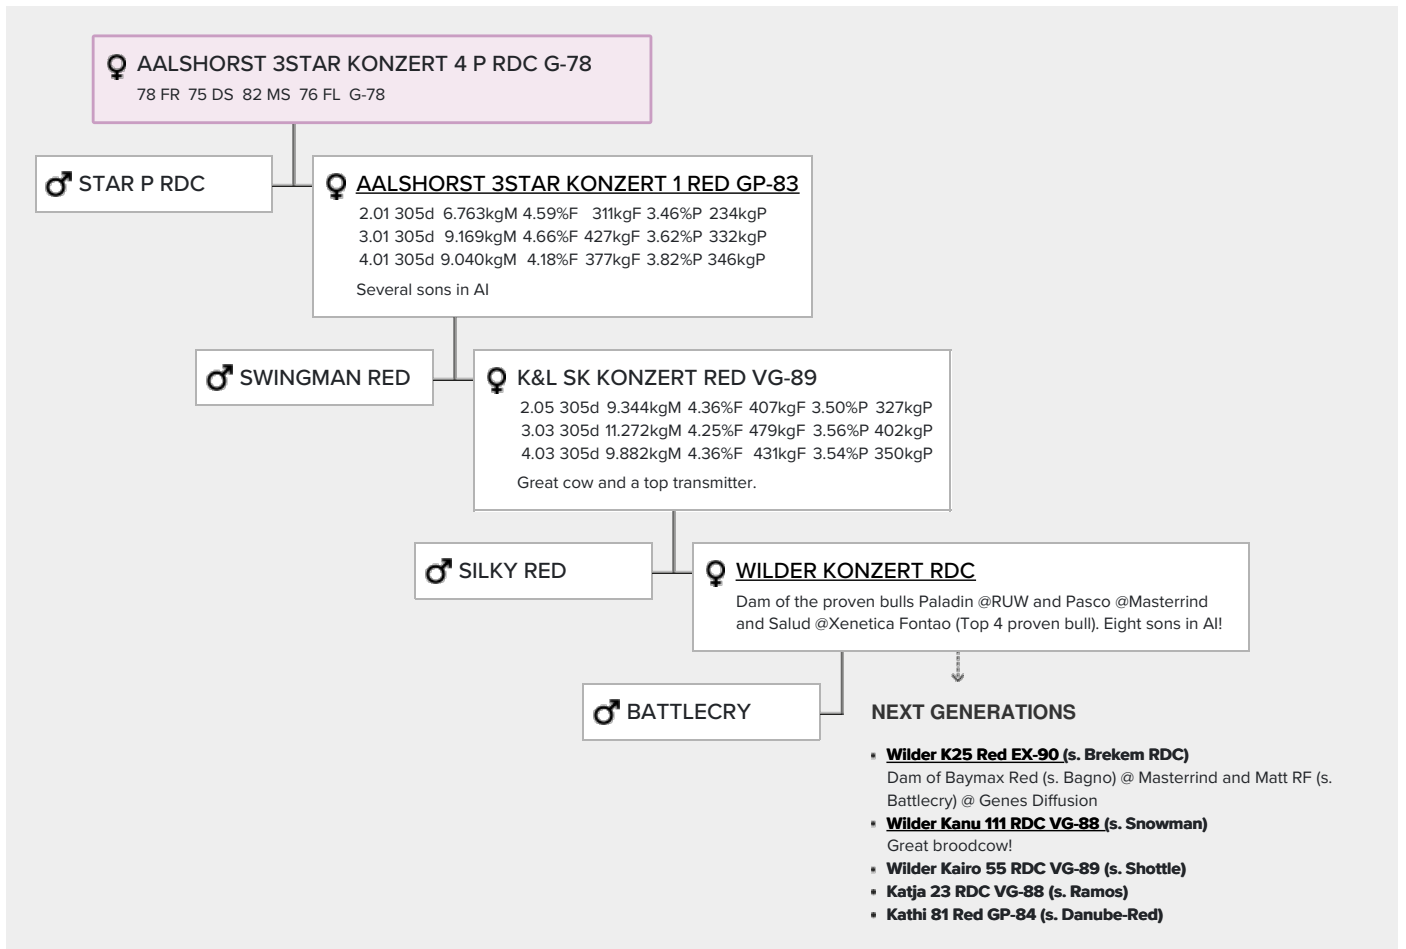 AALSHORST 3STAR KONZERT 4 P RDC G-78
78 FR 75 DS 82 MS 76 FL G-78
STAR P RDC
AALSHORST 3STAR KONZERT 1 RED GP-83
2.01 305d 6.763kgM 4.59%F 311kgF 3.46%P 234kgP
3.01 305d 9.169kgM 4.66%F 427kgF 3.62%P 332kgP
4.01 305d 9.040kgM 4.18%F 377kgF 3.82%P 346kgP
Several sons in AI
SWINGMAN RED
K&L SK KONZERT RED VG-89
2.05 305d 9.344kgM 4.36%F 407kgF 3.50%P 327kgP
3.03 305d 11.272kgM 4.25%F 479kgF 3.56%P 402kgP
4.03 305d 9.882kgM 4.36%F 431kgF 3.54%P 350kgP
Great cow and a top transmitter.
SILKY RED
WILDER KONZERT RDC
Dam of the proven bulls Paladin @RUW and Pasco @Masterrind
and Salud @Xenetica Fontao (Top 4 proven bull). Eight sons in AI!
BATTLECRY
NEXT GENERATIONS
Wilder K25 Red EX-90 (s. Brekem RDC)
Dam of Baymax Red (s. Bagno) @ Masterrind and Matt RF (s.
Battlecry) @ Genes Diffusion
Wilder Kanu 111 RDC VG-88 (s. Snowman)
Great broodcow!
Wilder Kairo 55 RDC VG-89 (s. Shottle)
Katja 23 RDC VG-88 (s. Ramos)
Kathi 81 Red GP-84 (s. Danube-Red)